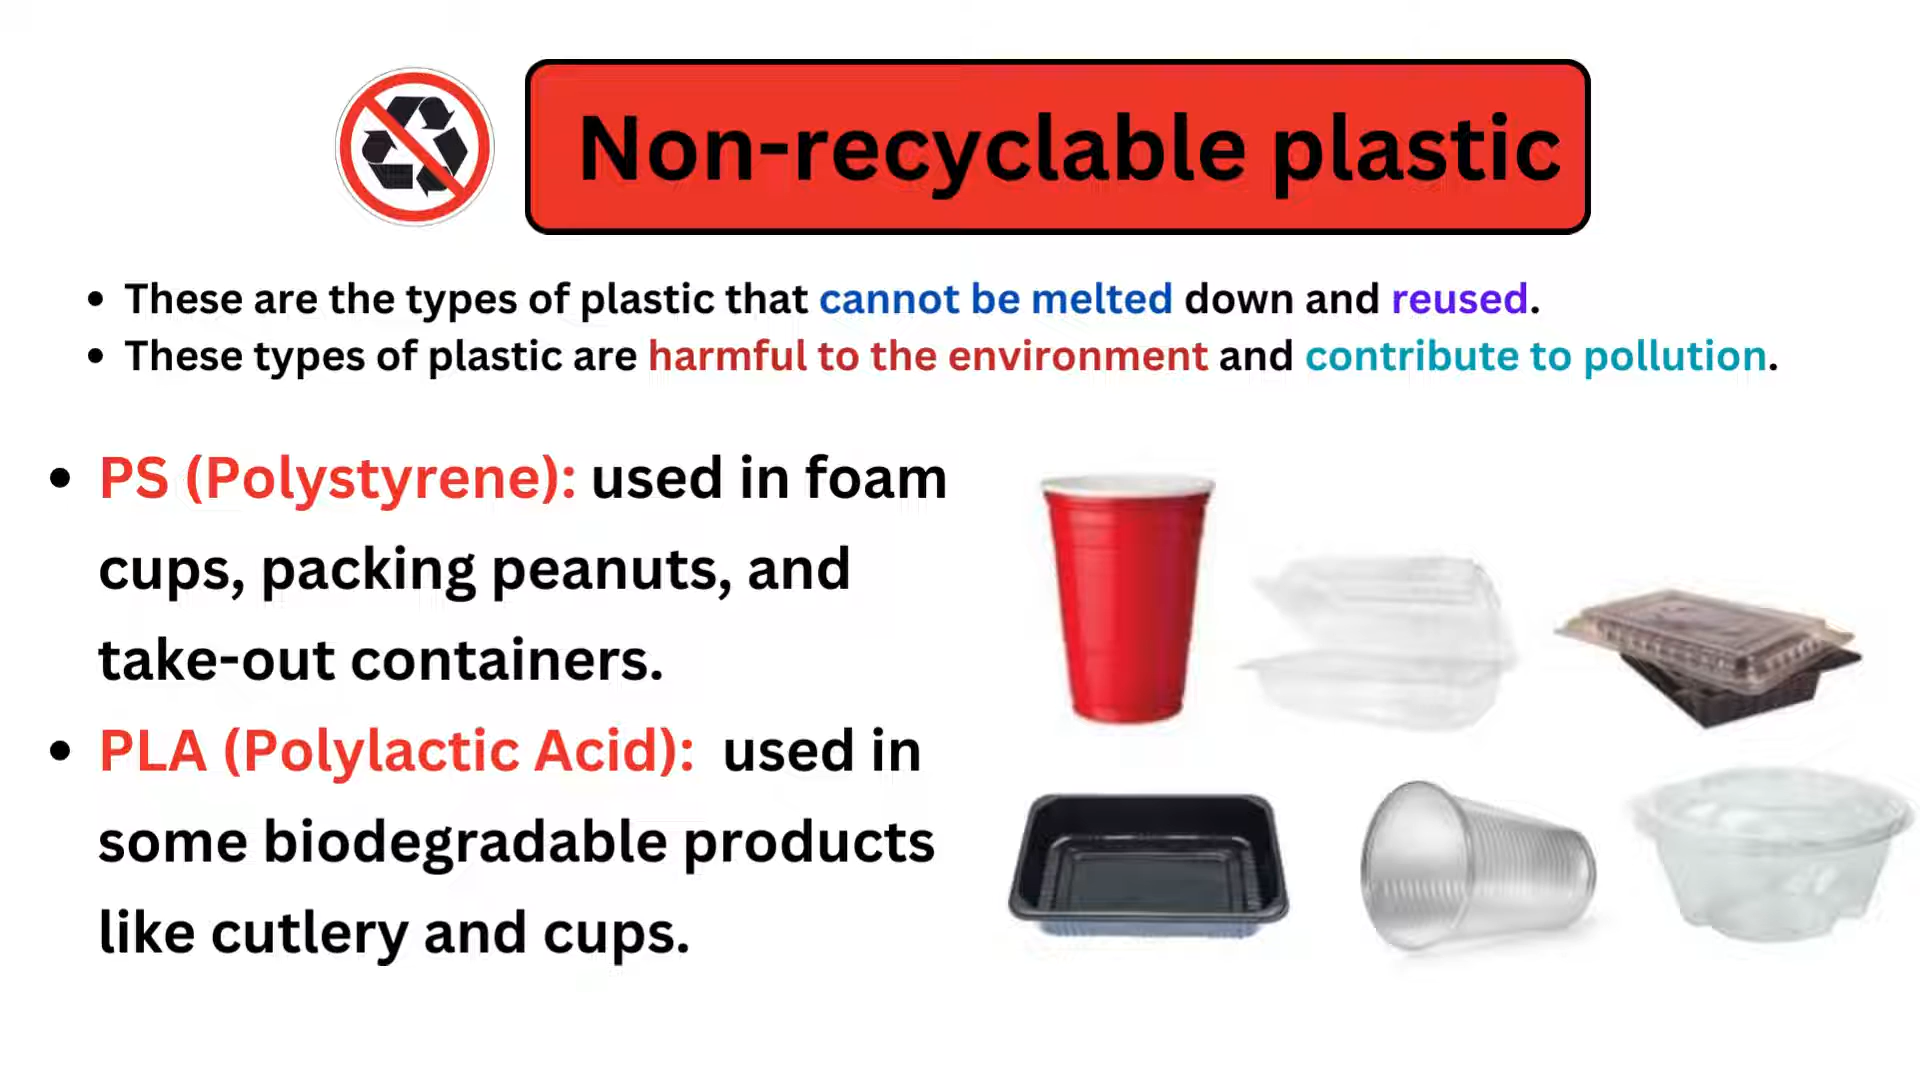 Non-recyclable plastic
• These are the types of plastic that cannot be melted down and reused.
• These types of plastic are harmful to the environment and contribute to pollution.
• PS (Polystyrene): used in foam
cups, packing peanuts, and
take-out containers.
• PLA (Polylactic Acid): used in
some biodegradable products
like cutlery and cups.